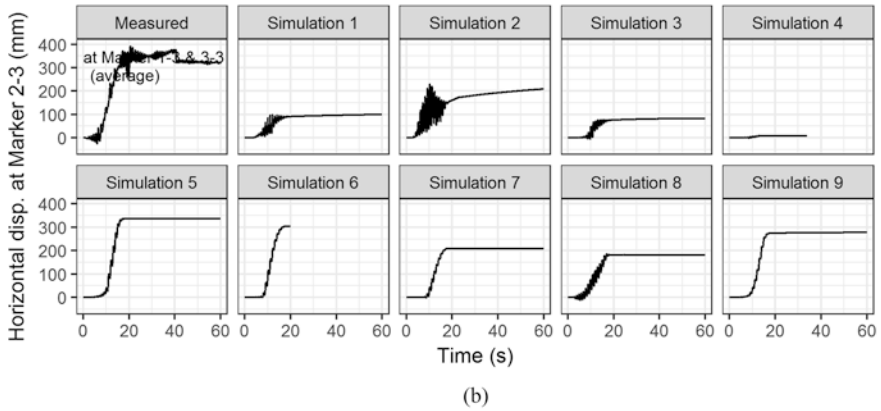 Horizontal disp. at Marker 2-3 (mm)
Measured
Simulation 1
Simulation 2
Simulation 3
Simulation 4
400
300
200
100
0
at Marker 1-3 & 3-3
(average)
Simulation 5
Simulation 6
Simulation 7
Simulation 8
Simulation 9
400
300
200
100
0
0 20 40 60 0 20 40 60 0 20 40 60 0 20 40 60 0 20 40 60
Time (s)
(b)